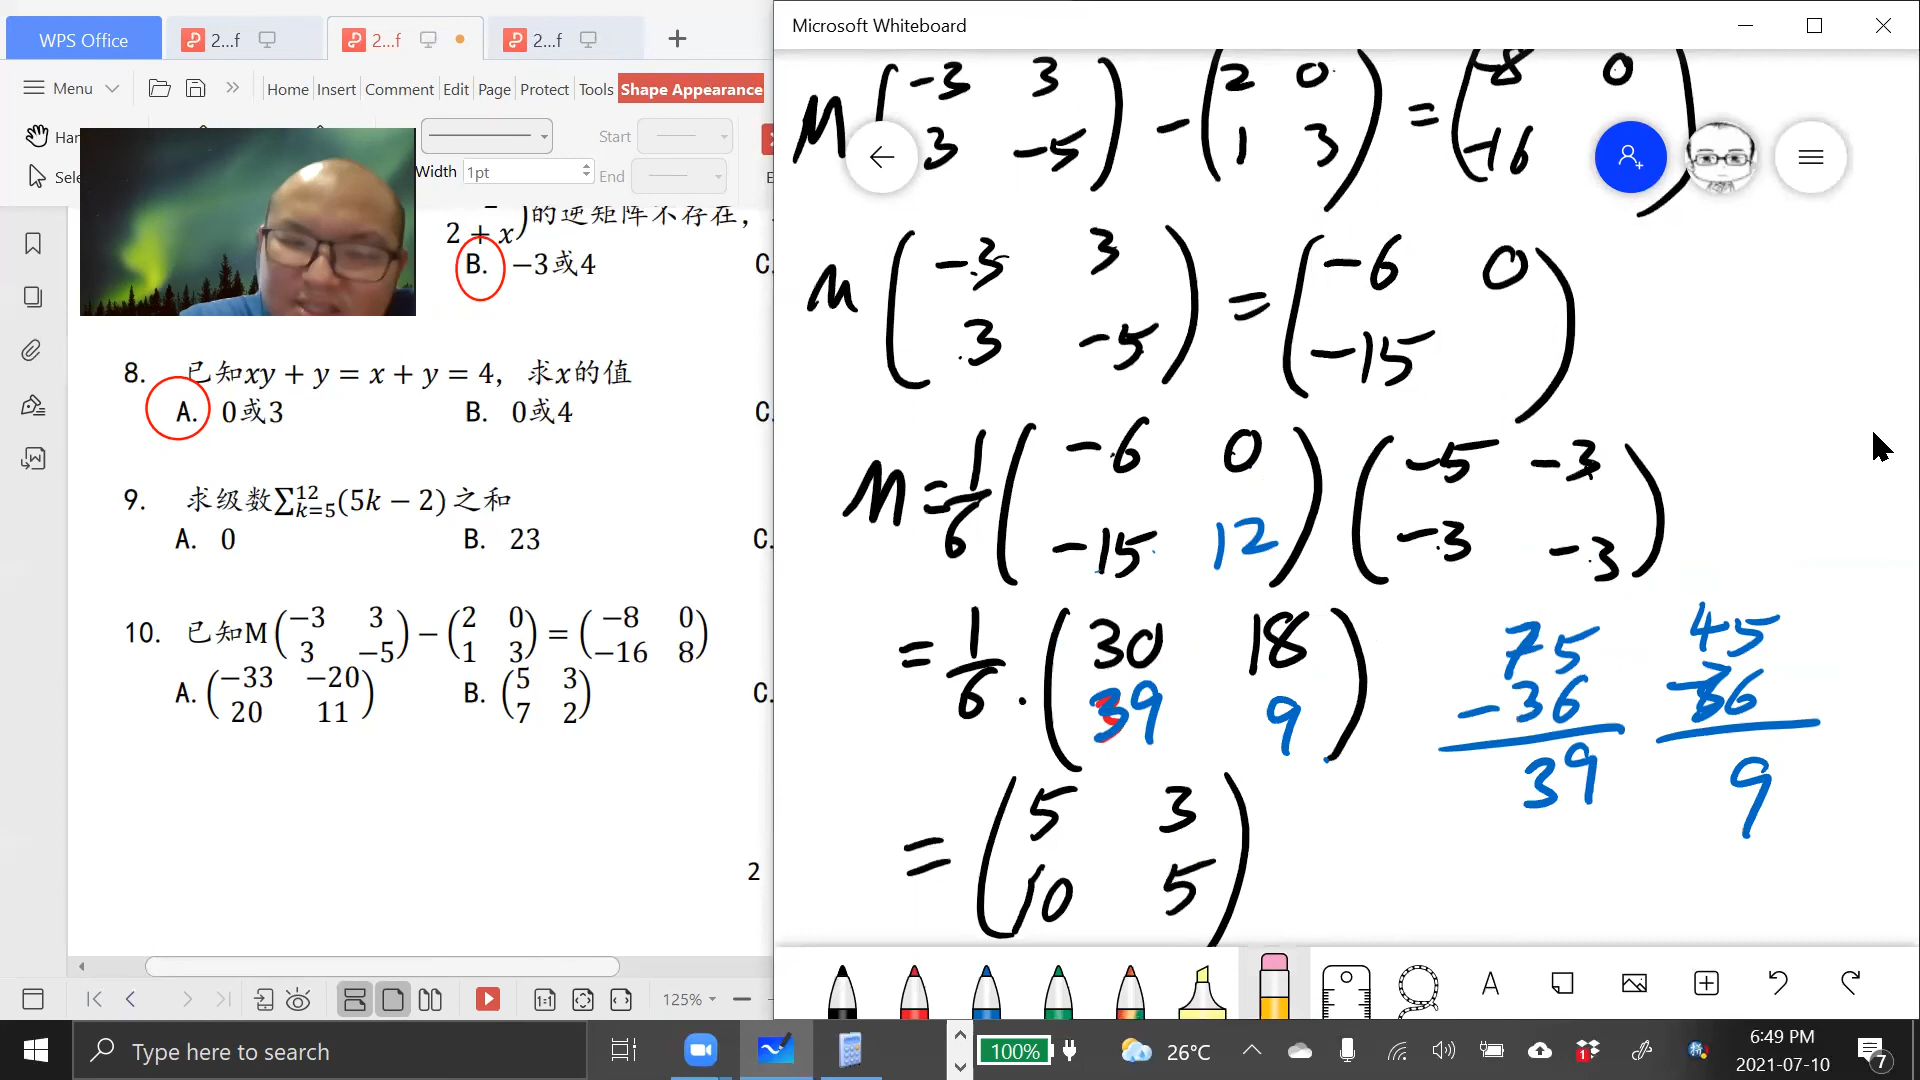 WPS Office
2...f
2...f
2...f
Menu
Home Insert Comment Edit Page Protect Tools Shape Appearance
Start
Width 1pt End
的逆矩阵不存在，
2 + x
B. −3或4
C.
8. 已知xy + y = x + y = 4，求x的值
A. 0或3 B. 0或4 C.
9. 求级数∑_{k=5}^{12}(5k − 2)之和
A. 0 B. 23 C.
10. 已知M(−3 3; 3 −5) − (2 0; 1 3) = (−8 0; −16 8)
A. (−33 −20; 20 11) B. (5 3; 7 2) C.
2
125%
Microsoft Whiteboard
M(−3 3; 3 −5) − (2 0; 1 3) = (−8 0; −16
M(−3 3; 3 −5) = (−6 0; −15 )
M = 1/6 (−6 0; −15 12)(−5 −3; −3 −3)
= 1/6 · (30 18; 39 9)
75
−36
39
45
−36
9
= (5 3; 10 5)
Type here to search
100%
26°C
6:49 PM
2021-07-10
7